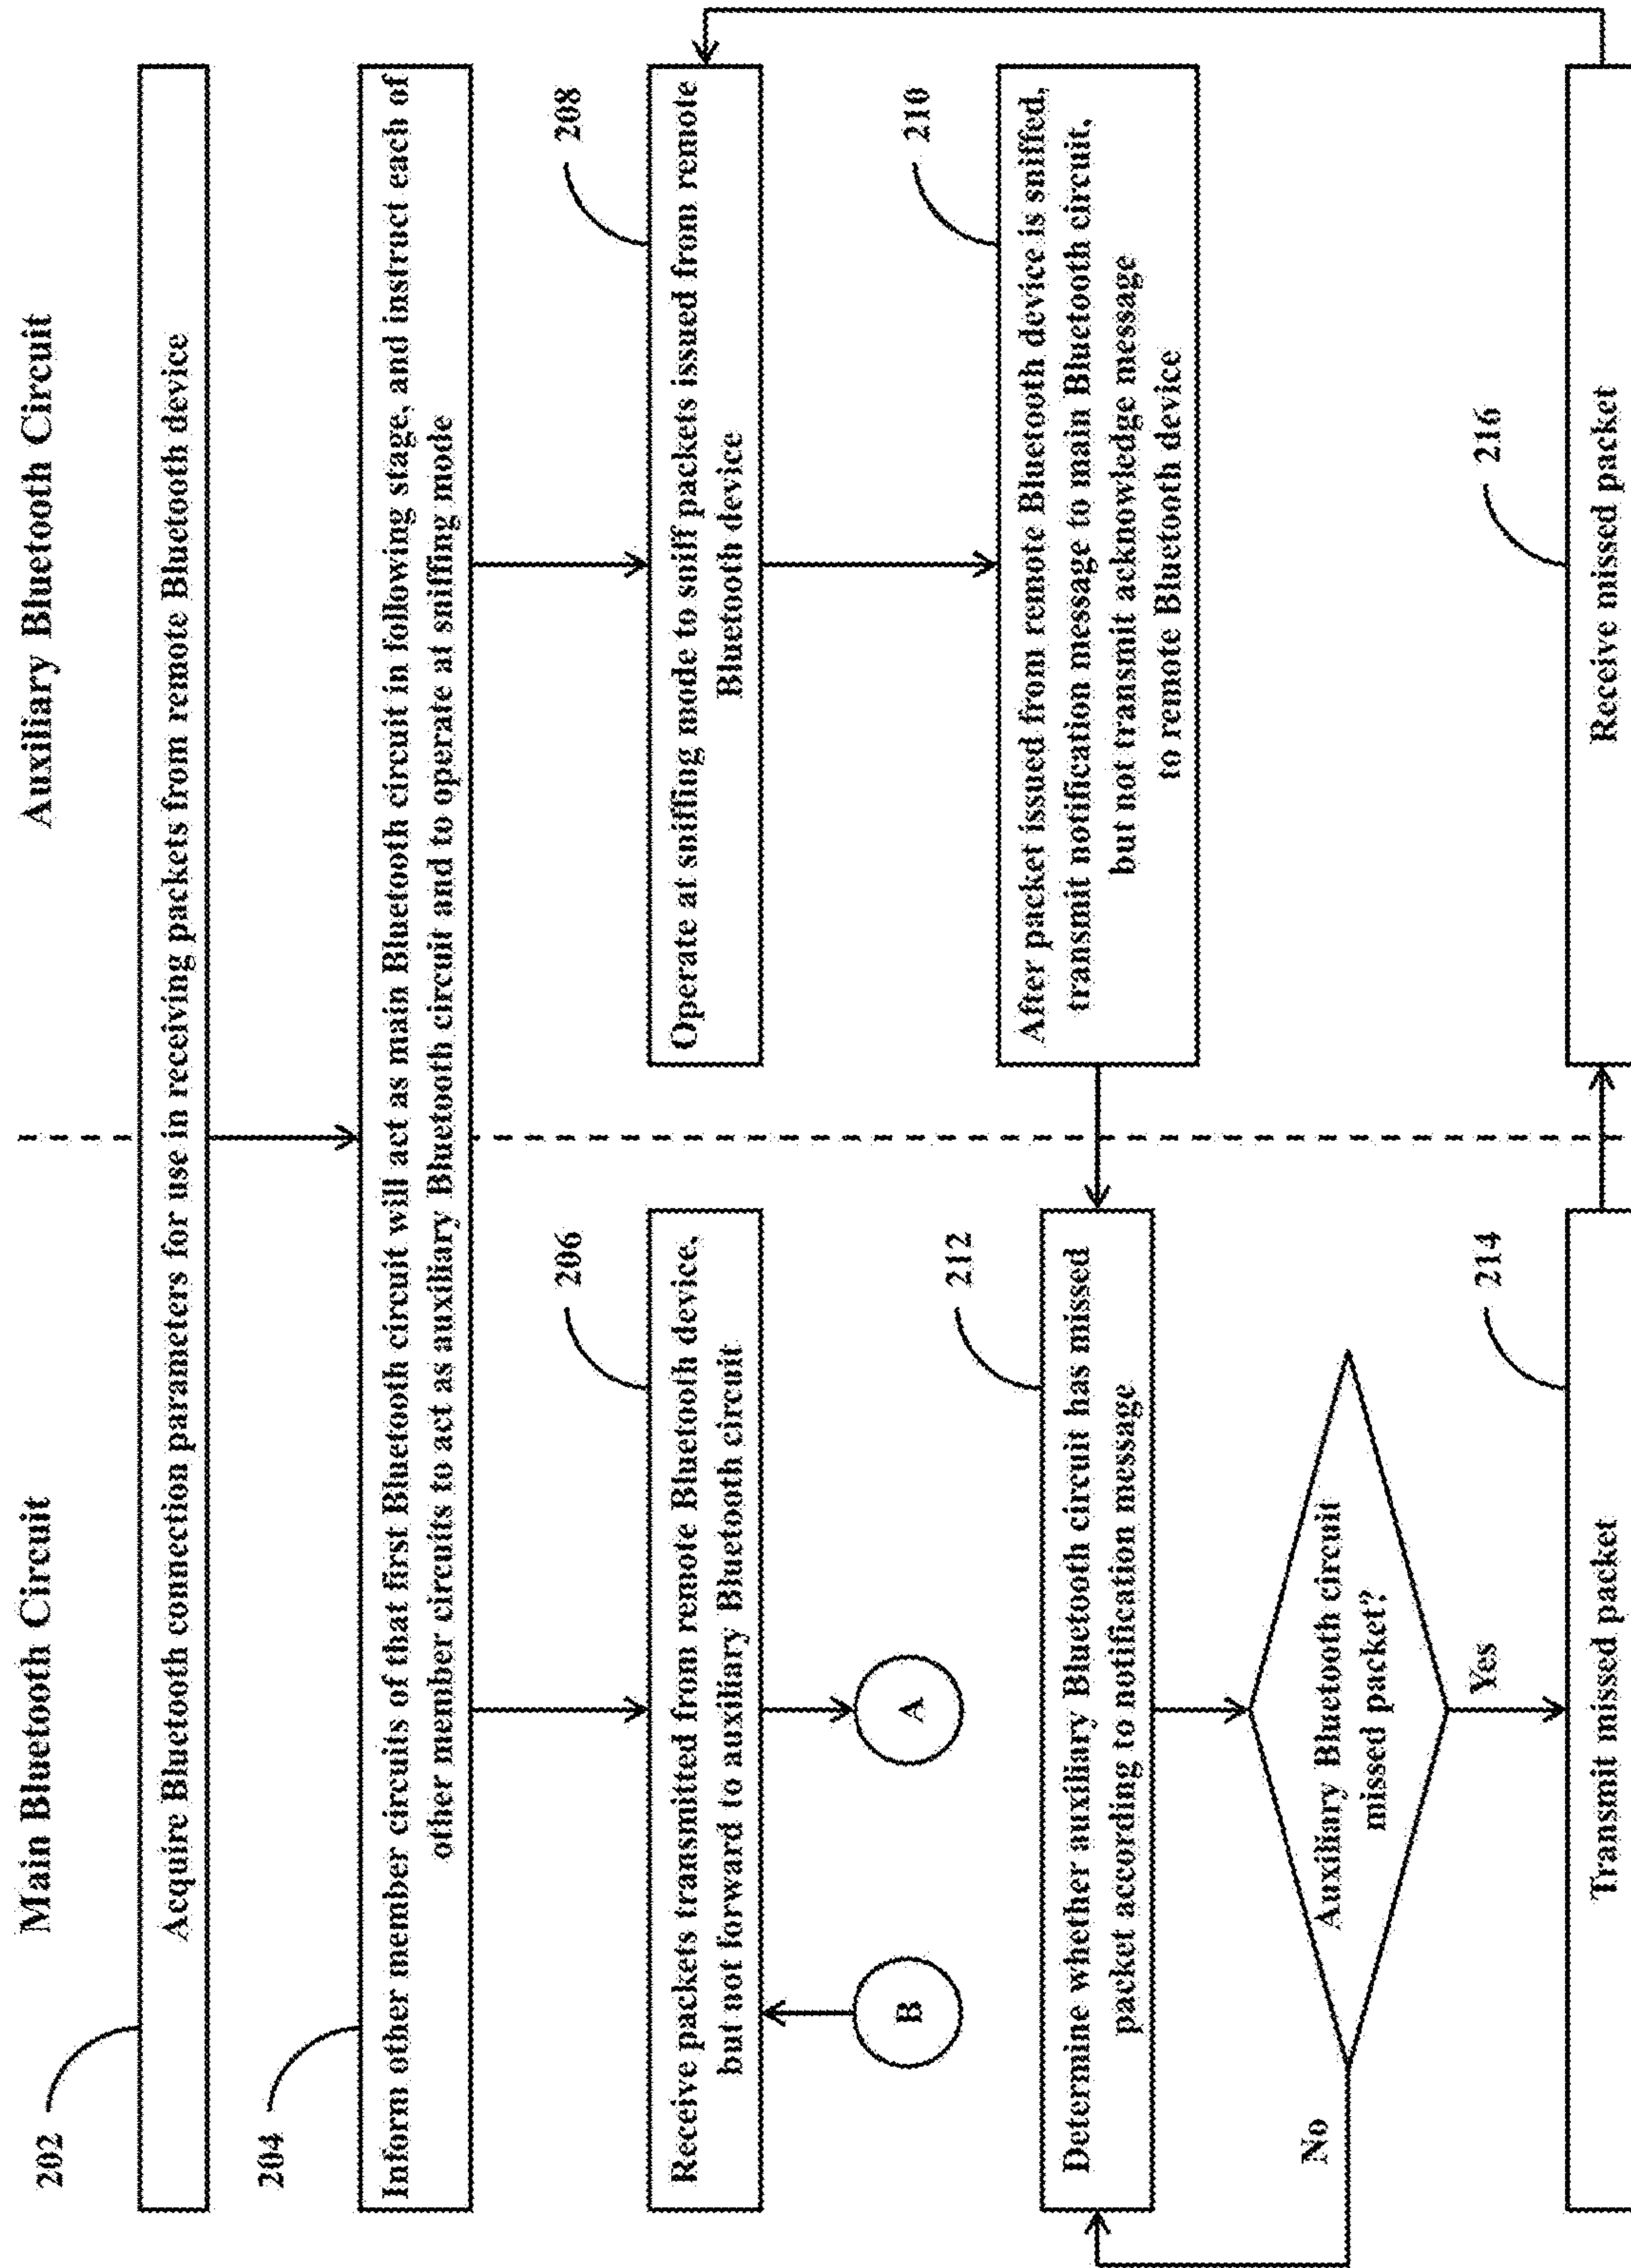 Main Bluetooth Circuit
Auxiliary Bluetooth Circuit
202
Acquire Bluetooth connection parameters for use in receiving packets from remote Bluetooth device
204
Inform other member circuits of that first Bluetooth circuit will act as main Bluetooth circuit in following stage, and instruct each of
other member circuits to act as auxiliary Bluetooth circuit and to operate at sniffing mode
206
Receive packets transmitted from remote Bluetooth device,
but not forward to auxiliary Bluetooth circuit
208
Operate at sniffing mode to sniff packets issued from remote
Bluetooth device
B
A
210
After packet issued from remote Bluetooth device is sniffed,
transmit notification message to main Bluetooth circuit,
but not transmit acknowledge message
to remote Bluetooth device
212
Determine whether auxiliary Bluetooth circuit has missed
packet according to notification message
Auxiliary Bluetooth circuit
missed packet?
No
Yes
214
Transmit missed packet
216
Receive missed packet